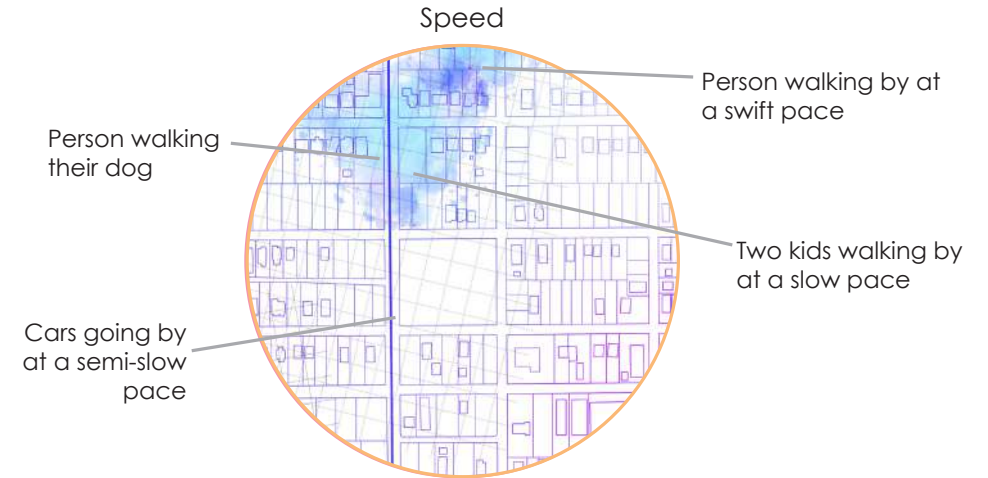 Speed
Person walking by at
a swift pace
Person walking
their dog
Two kids walking by
at a slow pace
Cars going by
at a semi-slow
pace